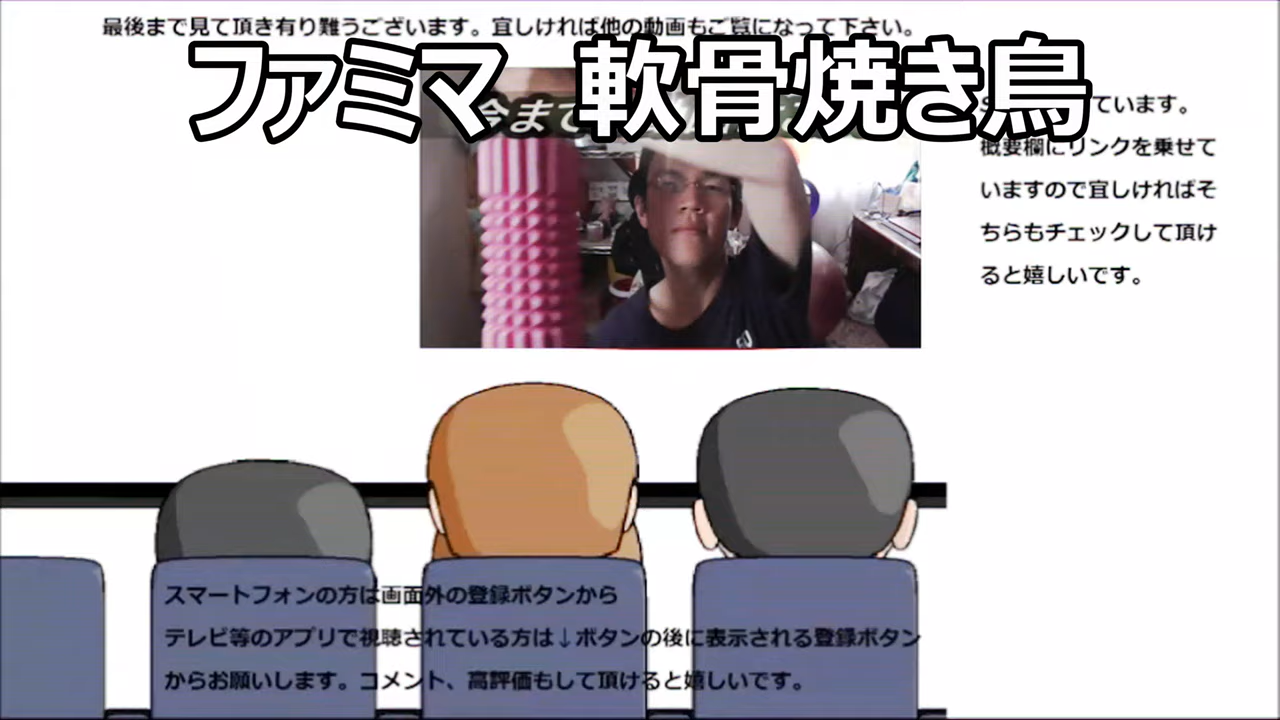 最後まで見て頂き有り難うございます。宜しければ他の動画もご覧になって下さい。
ファミマ 軟骨焼き鳥
今まで
ています。
概要欄にリンクを乗せて
いますので宜しければそ
ちらもチェックして頂け
ると嬉しいです。
スマートフォンの方は画面外の登録ボタンから
テレビ等のアプリで視聴されている方は↓ボタンの後に表示される登録ボタン
からお願いします。コメント、高評価もして頂けると嬉しいです。